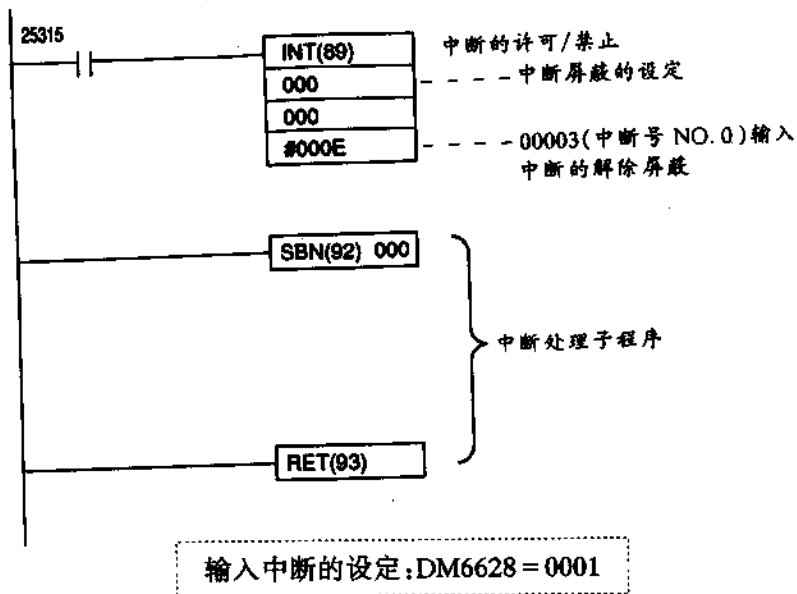 25315
INT(89)
000
000
#000E
中断的许可/禁止
中断屏蔽的设定
00003(中断号 NO.0)输入
中断的解除屏蔽
SBN(92) 000
中断处理子程序
RET(93)
输入中断的设定;DM6628=0001